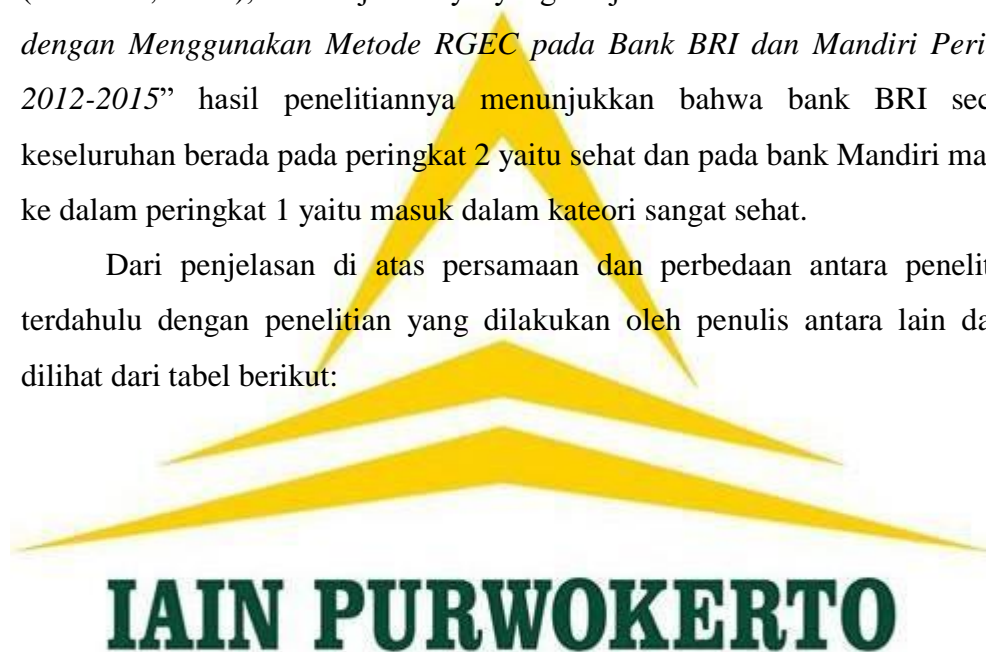 dengan Menggunakan Metode RGEC pada Bank BRI dan Mandiri Peri
2012-2015” hasil penelitiannya menunjukkan bahwa bank BRI sec
keseluruhan berada pada peringkat 2 yaitu sehat dan pada bank Mandiri ma
ke dalam peringkat 1 yaitu masuk dalam kateori sangat sehat.
Dari penjelasan di atas persamaan dan perbedaan antara penelit
terdahulu dengan penelitian yang dilakukan oleh penulis antara lain da
dilihat dari tabel berikut:
IAIN PURWOKERTO